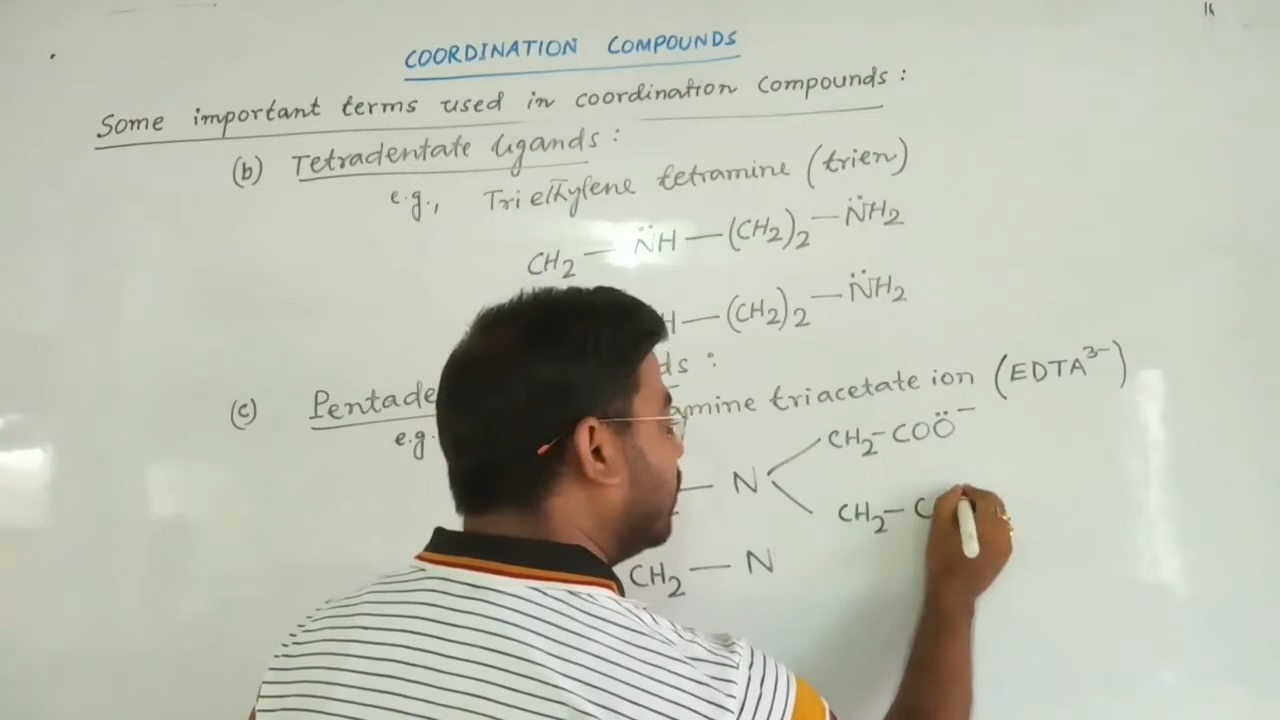 COORDINATION COMPOUNDS
Some important terms used in coordination compounds :
(b) Tetradentate ligands :
e.g., Triethylene tetramine (trien)
CH2 — N̈H — (CH2)2 — N̈H2
H — (CH2)2 — N̈H2
(c) Pentade ds :
e.g. amine triacetate ion (EDTA³⁻)
CH2 – COÖ⁻
— N
CH2 – C
CH2 — N